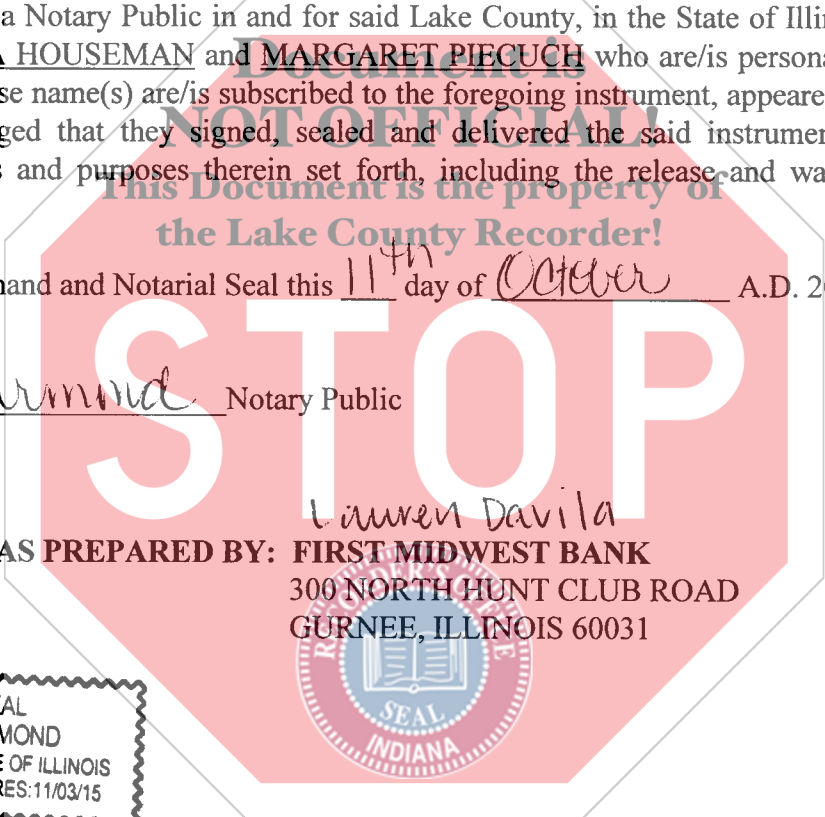 a Notary Public in and for said Lake County, in the State of Illin
A HOUSEMAN and MARGARET PIECUCH who are/is persona
Document is
se name(s) are/is subscribed to the foregoing instrument, appeare
NOT OFFICIAL!
ged that they signed, sealed and delivered the said instrumen
s and purposes therein set forth, including the release and wa
This Document is the property of
the Lake County Recorder!
hand and Notarial Seal this 11th day of October A.D. 20
STOP
Notary Public
Lauren Davila
AS PREPARED BY: FIRST MIDWEST BANK
300 NORTH HUNT CLUB ROAD
GURNEE, ILLINOIS 60031
RECORDER'S OFFICE
SEAL
INDIANA
AL
MOND
E OF ILLINOIS
RES:11/03/15